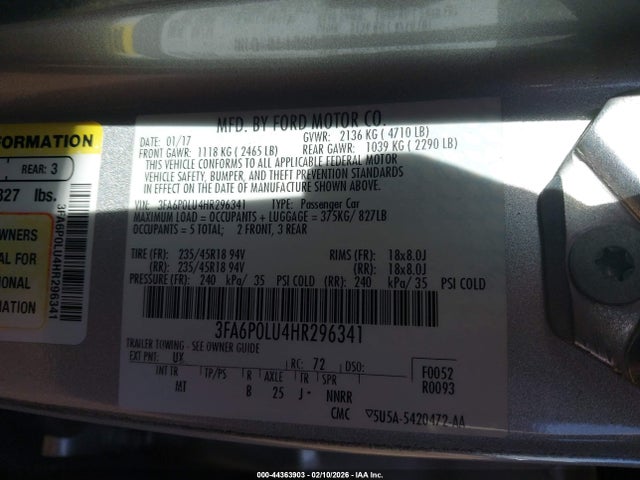 FORMATION
REAR: 3
827 lbs.
WNERS
AL FOR
ONAL
MATION
3FA6P0LU4HR296341
MFD. BY FORD MOTOR CO.
DATE: 01/17 GVWR: 2136 KG ( 4710 LB)
FRONT GAWR: 1118 KG ( 2465 LB) REAR GAWR: 1039 KG ( 2290 LB)
THIS VEHICLE CONFORMS TO ALL APPLICABLE FEDERAL MOTOR
VEHICLE SAFETY, BUMPER, AND THEFT PREVENTION STANDARDS
IN EFFECT ON THE DATE OF MANUFACTURE SHOWN ABOVE.
VIN: 3FA6P0LU4HR296341 TYPE: Passenger Car
MAXIMUM LOAD = OCCUPANTS + LUGGAGE = 375KG/ 827LB
OCCUPANTS = 5 TOTAL; 2 FRONT, 3 REAR
TIRE (FR): 235/45R18 94V RIMS (FR): 18x8.0J
(RR): 235/45R18 94V (RR): 18x8.0J
PRESSURE (FR): 240 kPa/ 35 PSI COLD (RR): 240 kPa/35 PSI COLD
3FA6P0LU4HR296341
TRAILER TOWING - SEE OWNER GUIDE
EXT PNT: UX RC: 72 DSO: F0052
INT TR TP/PS R AXLE TR SPR R0093
MT B 25 J NNRR
CMC 5U5A-5420472-AA
000-44363903 - 02/10/2026 - IAAI Inc.